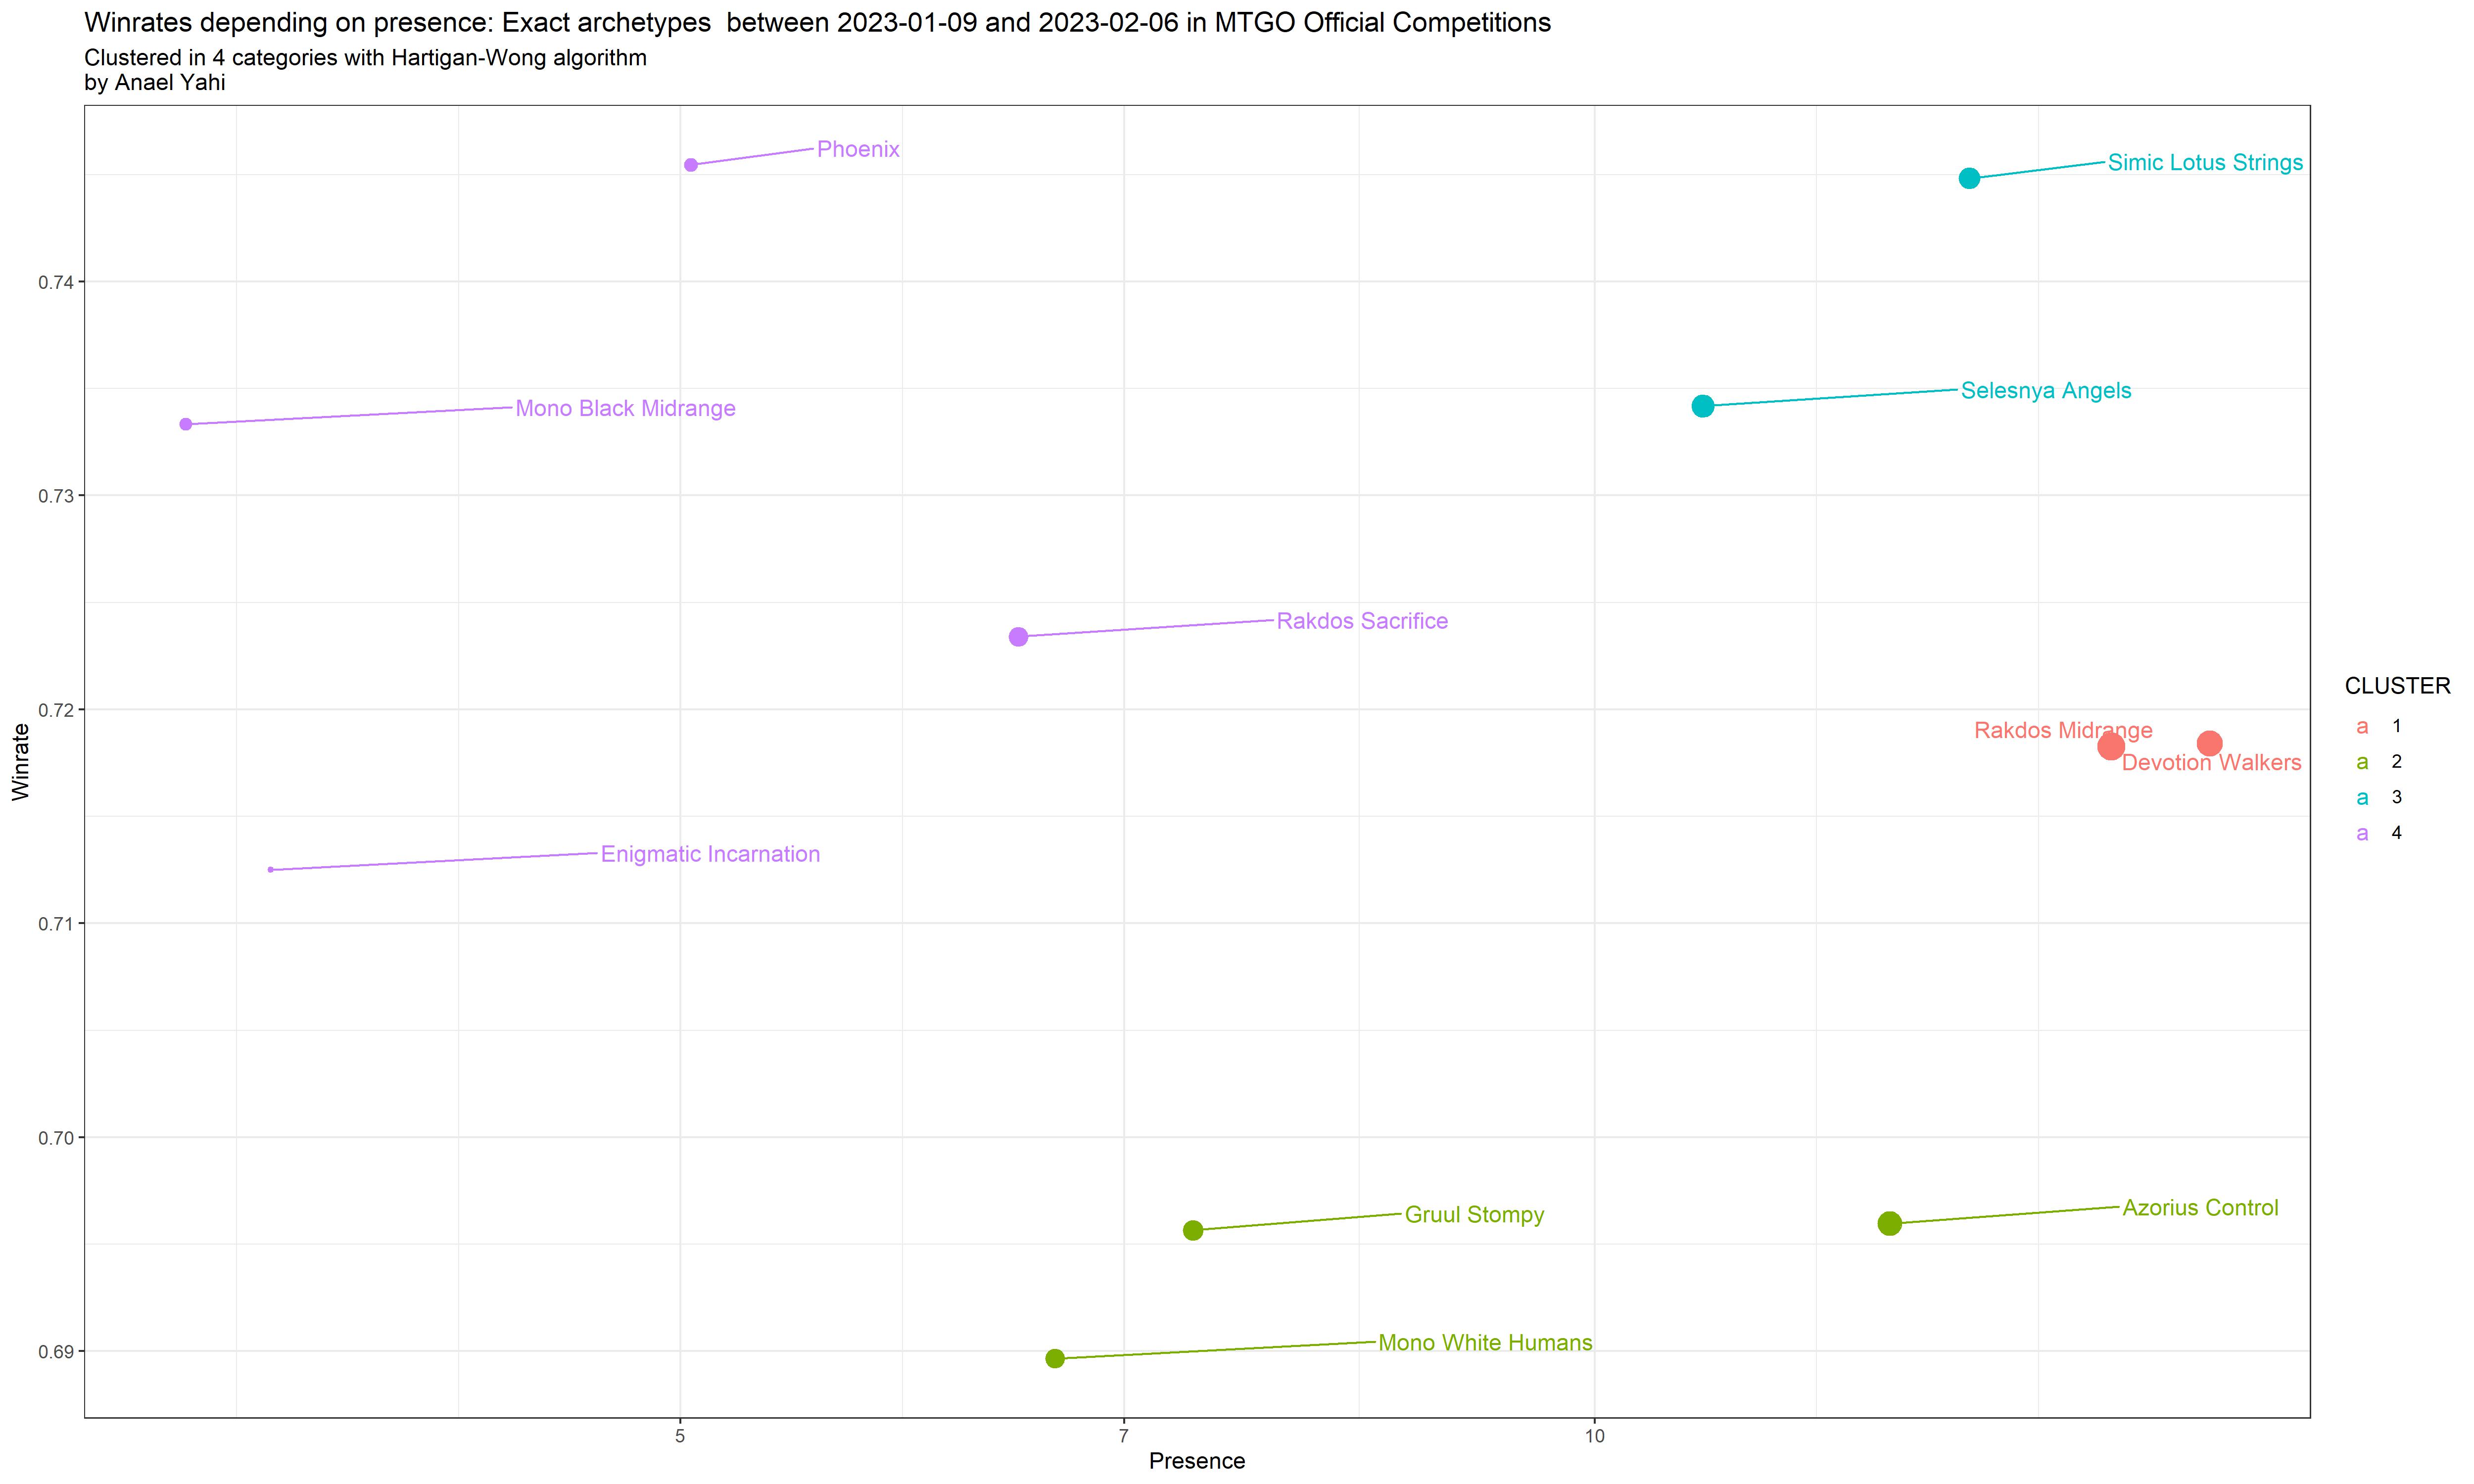 Winrates depending on presence: Exact archetypes  between 2023-01-09 and 2023-02-06 in MTGO Official Competitions
Clustered in 4 categories with Hartigan-Wong algorithm
by Anael Yahi
Phoenix
Simic Lotus Strings
0.74
Selesnya Angels
Mono Black Midrange
0.73
Rakdos Sacrifice
0.72
Rakdos Midrange
Devotion Walkers
Winrate
Enigmatic Incarnation
0.71
0.70
Azorius Control
Gruul Stompy
Mono White Humans
0.69
5
7
10
Presence
CLUSTER
a 1
a 2
a 3
a 4